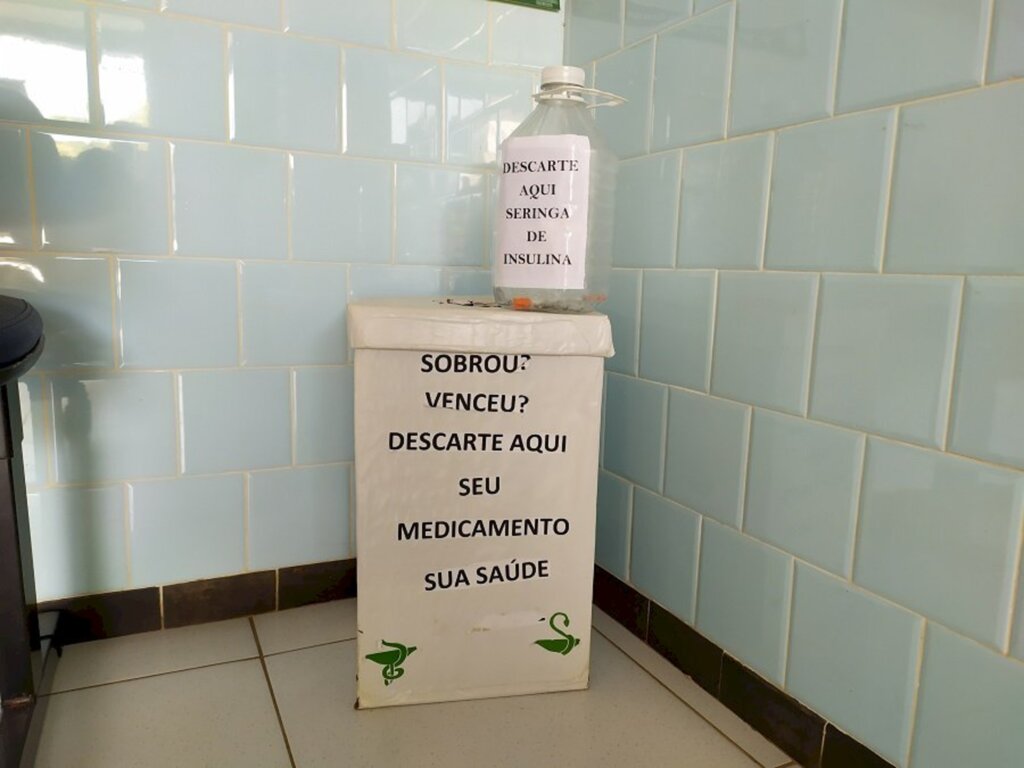 DESCARTE
AQUI
SERINGA
DE
INSULINA
SOBROU?
VENCEU?
DESCARTE AQUI
SEU
MEDICAMENTO
SUA SAÚDE